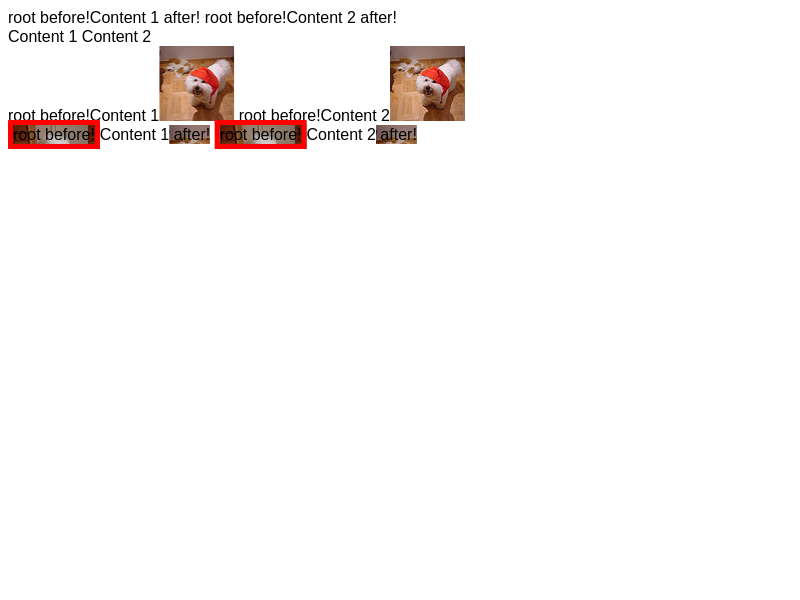 root before!Content 1 after! root before!Content 2 after!
Content 1 Content 2
root before!Content 1 root before!Content 2
root before! Content 1 after! root before! Content 2 after!